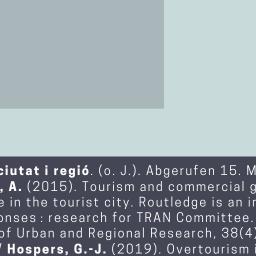 ciutat i regió. (o. J.). Abgerufen 15. M
, A. (2015). Tourism and commercial g
e in the tourist city. Routledge is an i
onses : research for TRAN Committee.
of Urban and Regional Research, 38(4)
/ Hospers, G.-J. (2019). Overtourism i